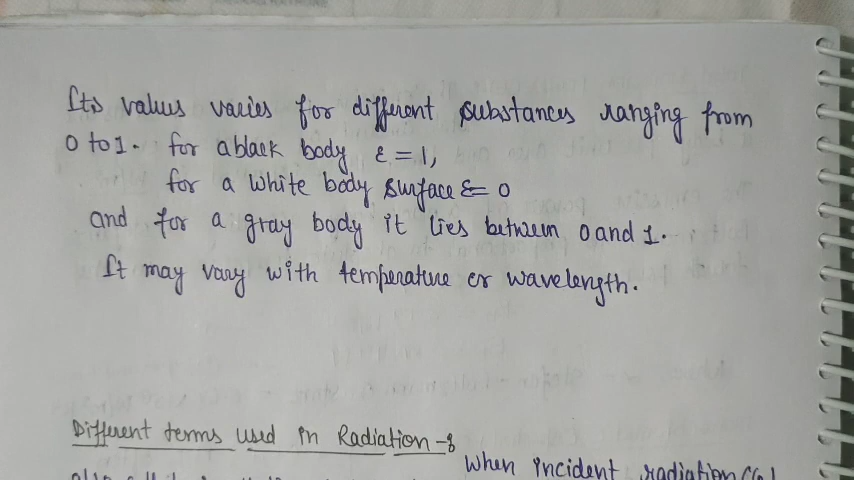 Its values varies for different substances ranging from
0 to 1. for a black body ε = 1,
for a white body surface ε = 0
and for a gray body it lies between 0 and 1.
It may vary with temperature or wavelength.
Different terms used in Radiation -:
When incident radiation (G)
also called